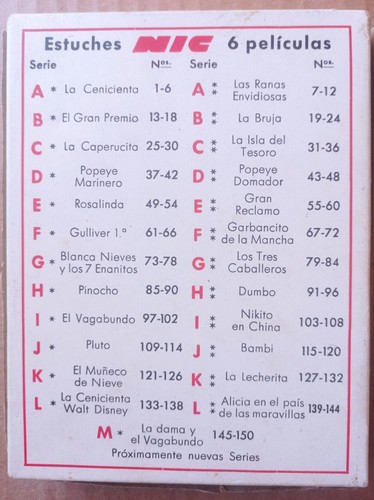 Estuches NIC 6 películas
Serie Nos. Serie Nos.
A * La Cenicienta 1-6 A ** Las Ranas Envidiosas 7-12
B * El Gran Premio 13-18 B ** La Bruja 19-24
C * La Caperucita 25-30 C ** La Isla del Tesoro 31-36
D * Popeye Marinero 37-42 D ** Popeye Domador 43-48
E * Rosalinda 49-54 E ** Gran Reclamo 55-60
F * Gulliver 1.ª 61-66 F ** Garbancito de la Mancha 67-72
G * Blanca Nieves y los 7 Enanitos 73-78 G ** Los Tres Caballeros 79-84
H * Pinocho 85-90 H ** Dumbo 91-96
I * El Vagabundo 97-102 I ** Nikito en China 103-108
J * Pluto 109-114 J ** Bambi 115-120
K * El Muñeco de Nieve 121-126 K ** La Lecherita 127-132
L * La Cenicienta Walt Disney 133-138 L ** Alicia en el país de las maravillas 139-144
M * La dama y el Vagabundo 145-150
Próximamente nuevas Series